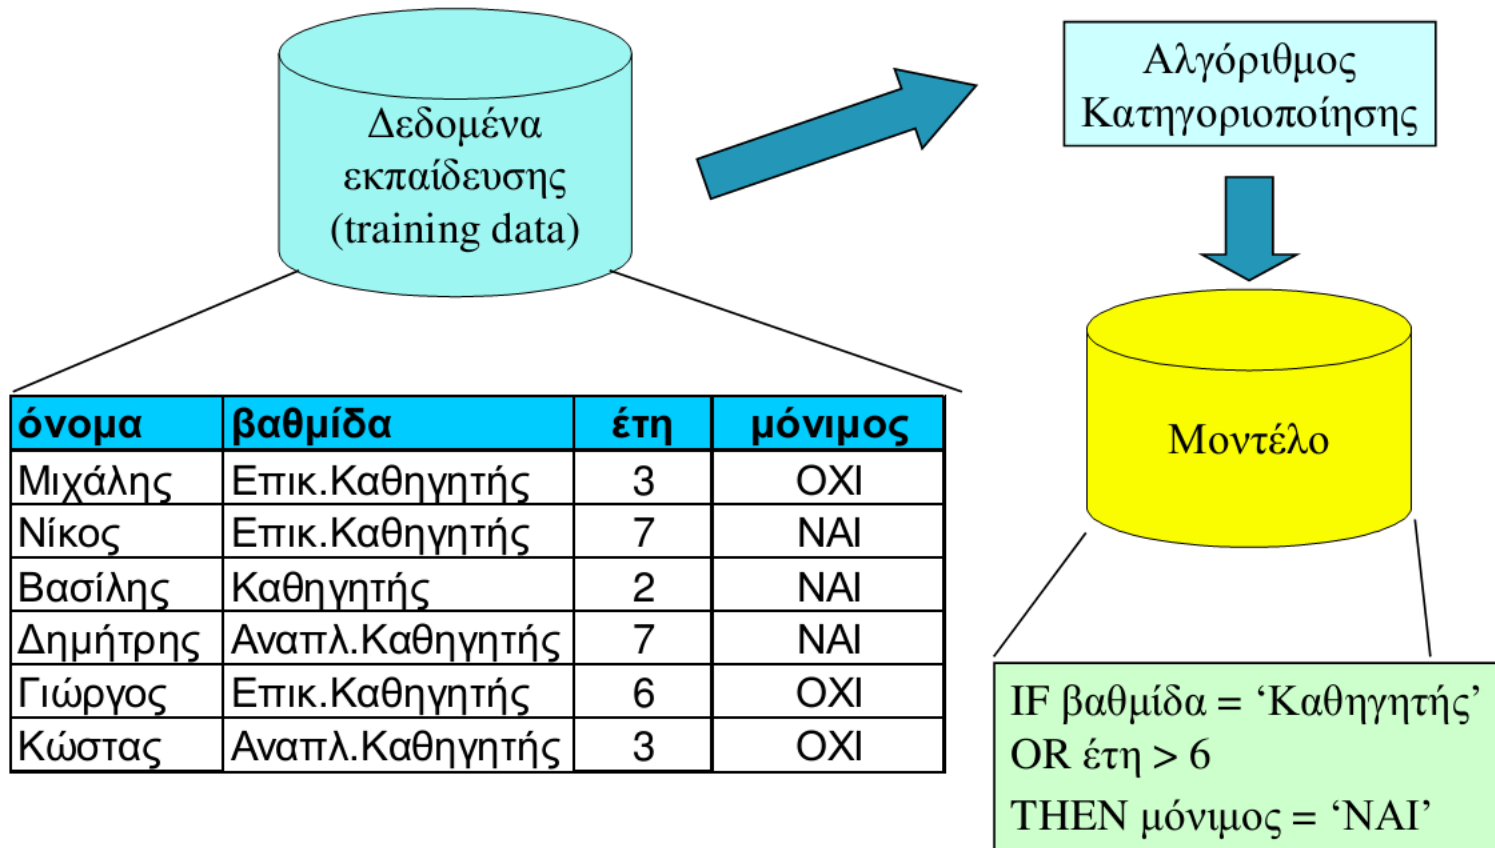 Δεδομένα
εκπαίδευσης
(training data)
Αλγόριθμος
Κατηγοριοποίησης
Μοντέλο
όνομα βαθμίδα έτη μόνιμος
Μιχάλης Επικ.Καθηγητής 3 ΟΧΙ
Νίκος Επικ.Καθηγητής 7 ΝΑΙ
Βασίλης Καθηγητής 2 ΝΑΙ
Δημήτρης Αναπλ.Καθηγητής 7 ΝΑΙ
Γιώργος Επικ.Καθηγητής 6 ΟΧΙ
Κώστας Αναπλ.Καθηγητής 3 ΟΧΙ
IF βαθμίδα = ‘Καθηγητής’
OR έτη > 6
THEN μόνιμος = ‘ΝΑΙ’